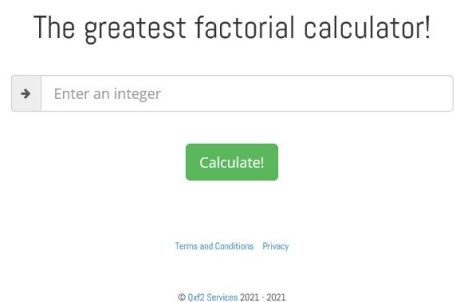 The greatest factorial calculator!
Enter an integer
Calculate!
Terms and Conditions Privacy
© Qxf2 Services 2021 - 2021